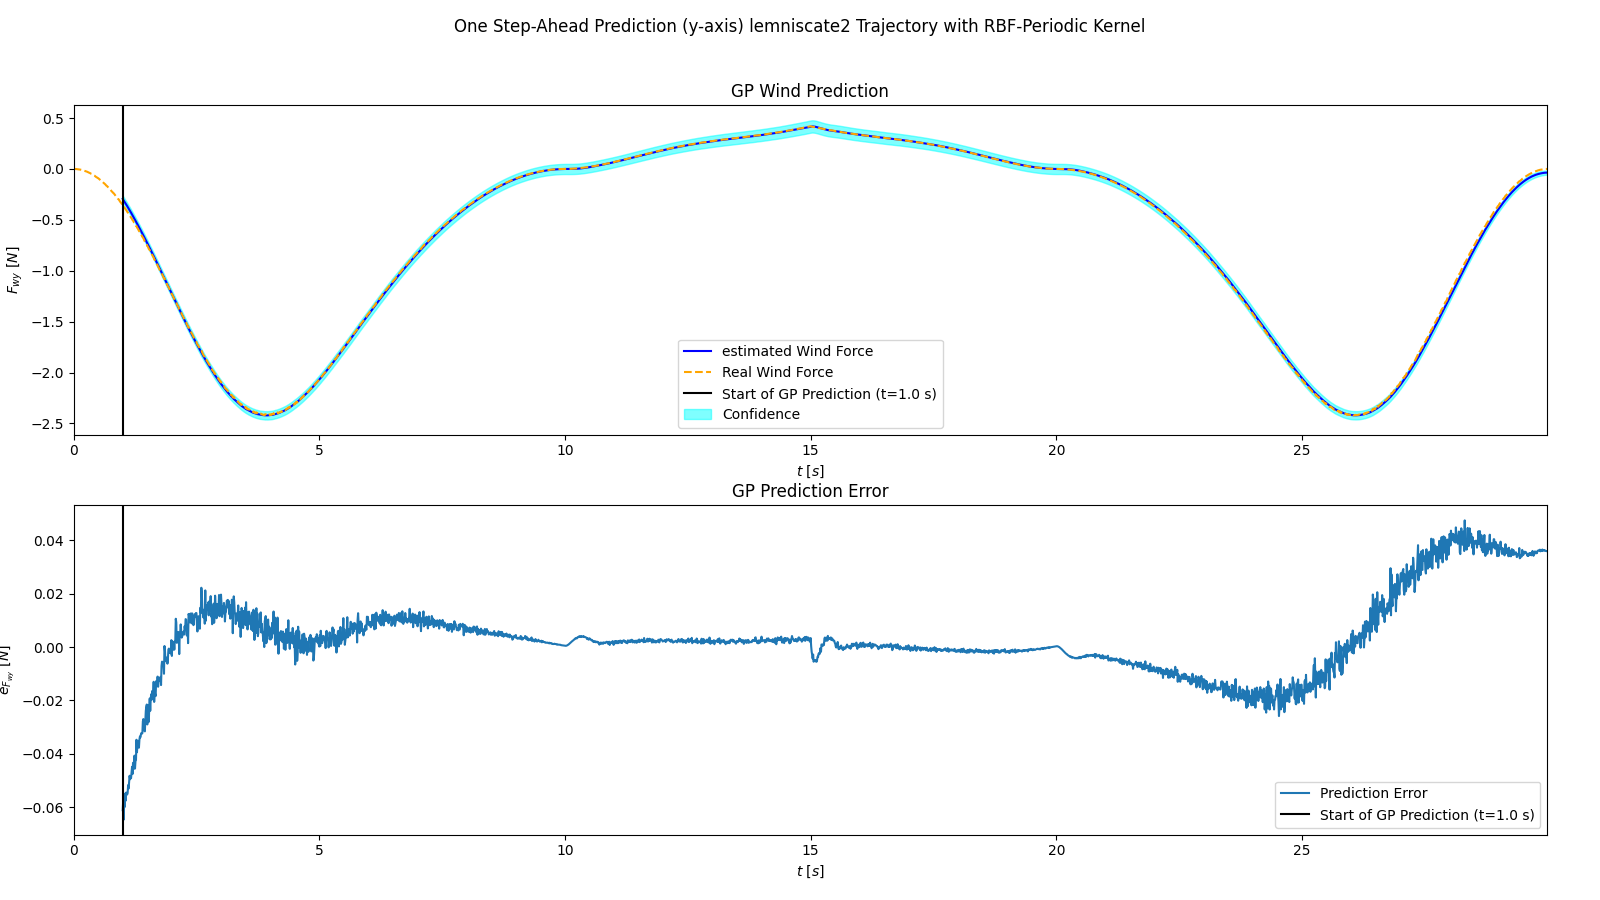 One Step-Ahead Prediction (y-axis) lemniscate2 Trajectory with RBF-Periodic Kernel
GP Wind Prediction
0.5
0.0
−0.5
−1.0
−1.5
−2.0
−2.5
F_wy [N]
estimated Wind Force
Real Wind Force
Start of GP Prediction (t=1.0 s)
Confidence
0 5 10 15 20 25
t [s]
GP Prediction Error
0.04
0.02
0.00
−0.02
−0.04
−0.06
e_F_wy [N]
Prediction Error
Start of GP Prediction (t=1.0 s)
0 5 10 15 20 25
t [s]